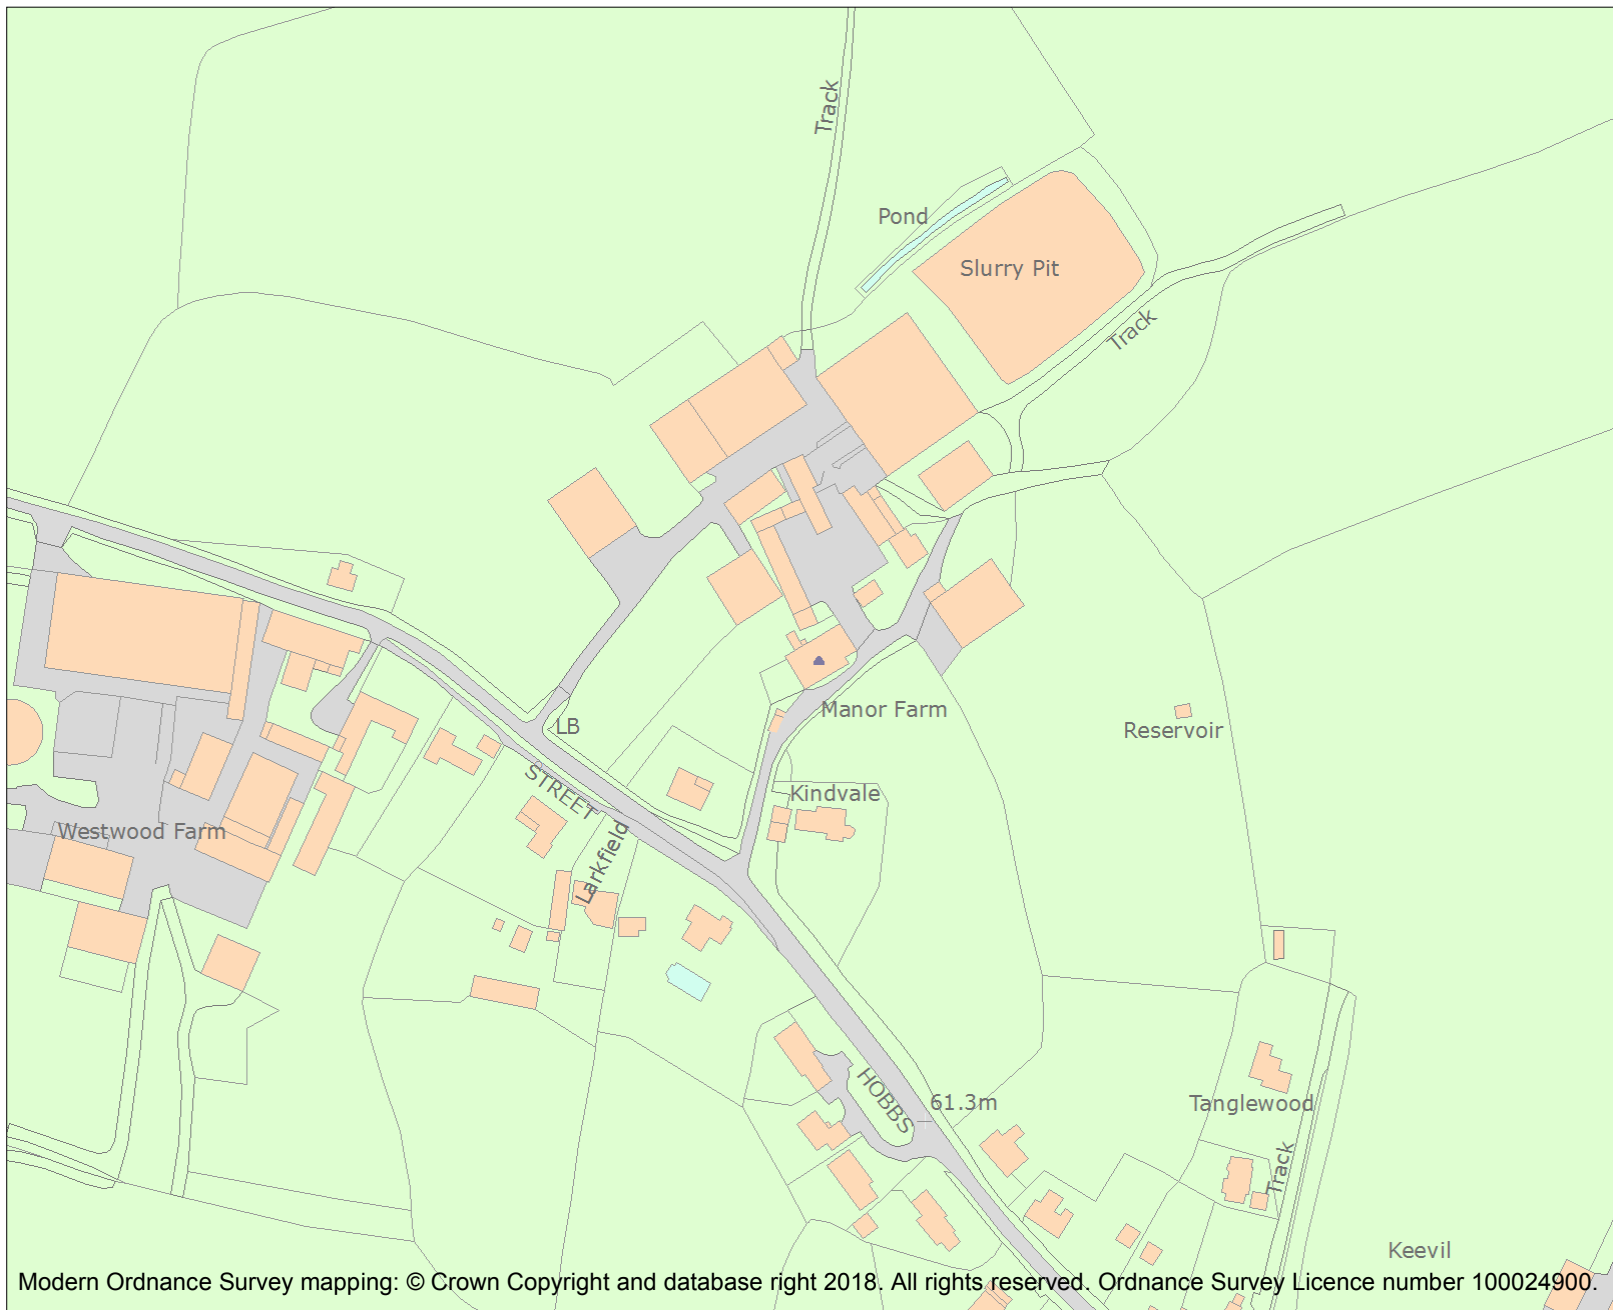 Track
Pond
Slurry Pit
Track
Manor Farm
LB
Reservoir
STREET
Kindvale
Westwood Farm
Larkfield
HOBBS
61.3m
Tanglewood
Track
Keevil
Modern Ordnance Survey mapping: © Crown Copyright and database right 2018. All rights reserved. Ordnance Survey Licence number 100024900.